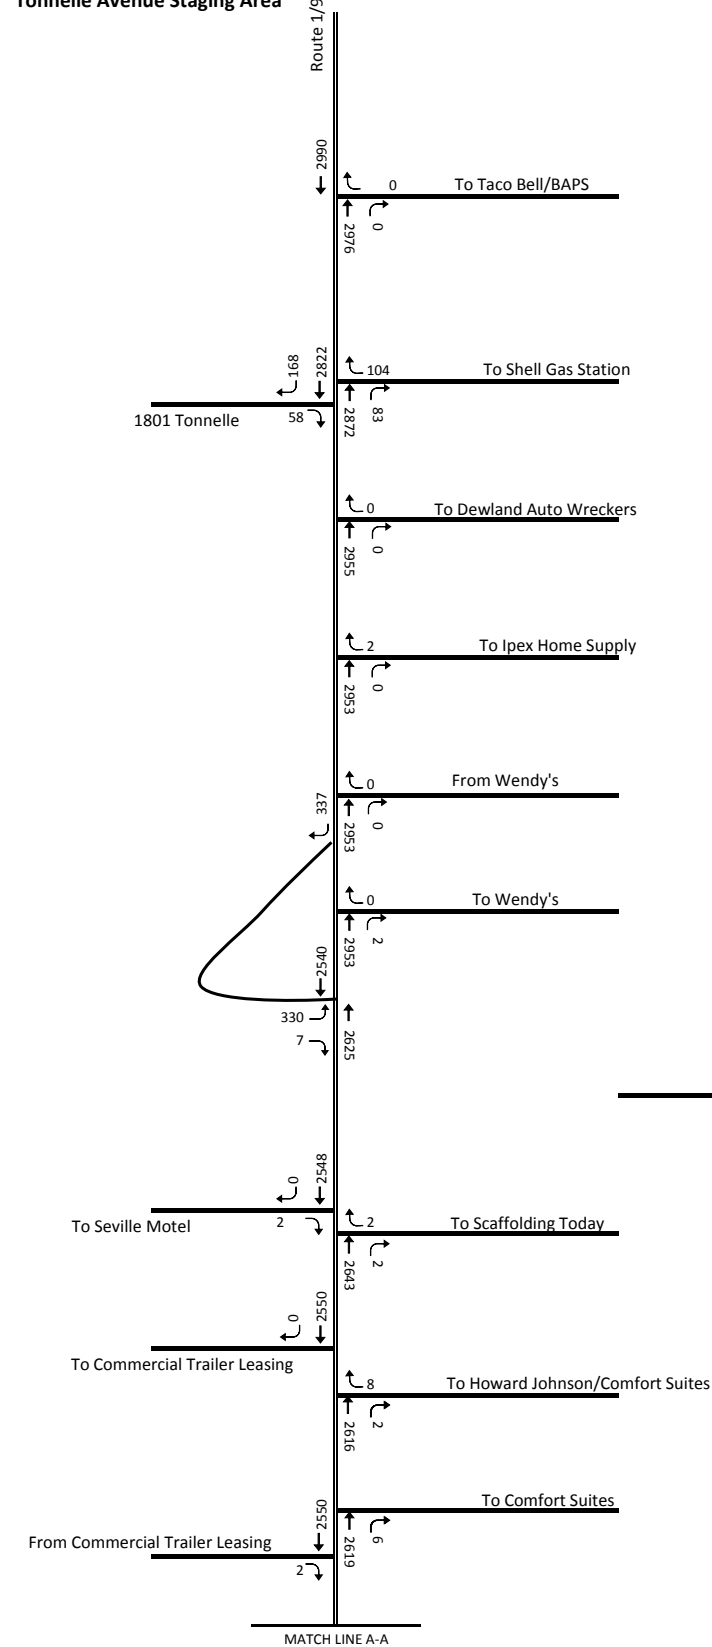 Tonnelle Avenue Staging Area
Route 1/9
2990
0
To Taco Bell/BAPS
2976
0
168
2822
104
To Shell Gas Station
1801 Tonnelle
58
2872
83
0
To Dewland Auto Wreckers
2955
0
2
To Ipex Home Supply
2953
0
337
0
From Wendy's
2953
0
0
To Wendy's
2953
2
2540
330
2625
7
0
2548
To Seville Motel
2
2
To Scaffolding Today
2643
2
0
2550
To Commercial Trailer Leasing
8
To Howard Johnson/Comfort Suites
2616
2
2550
To Comfort Suites
From Commercial Trailer Leasing
2619
6
2
MATCH LINE A-A